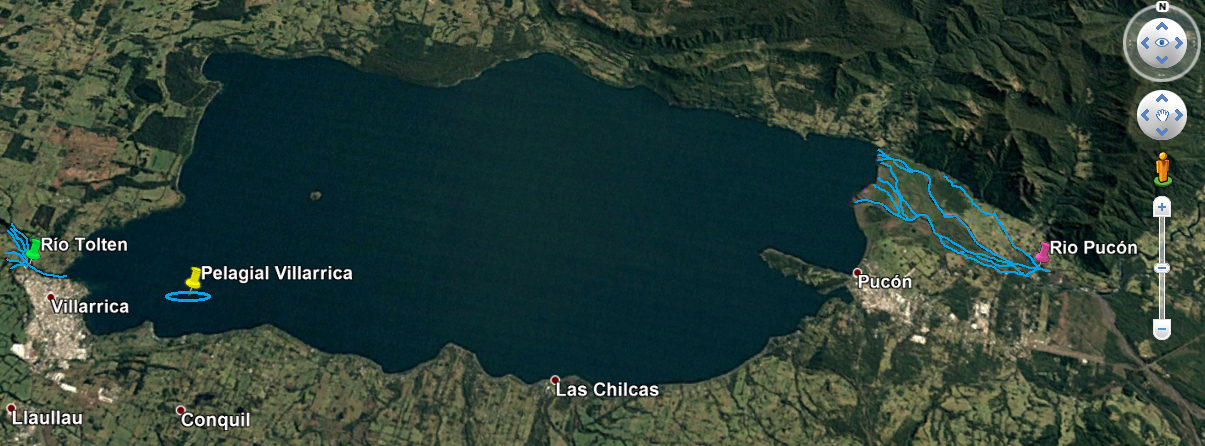 N
Río Tolten
Rio Pucón
Pelagial Villarrica
Pucón
Villarrica
Las Chilcas
Llaullau
Conquil